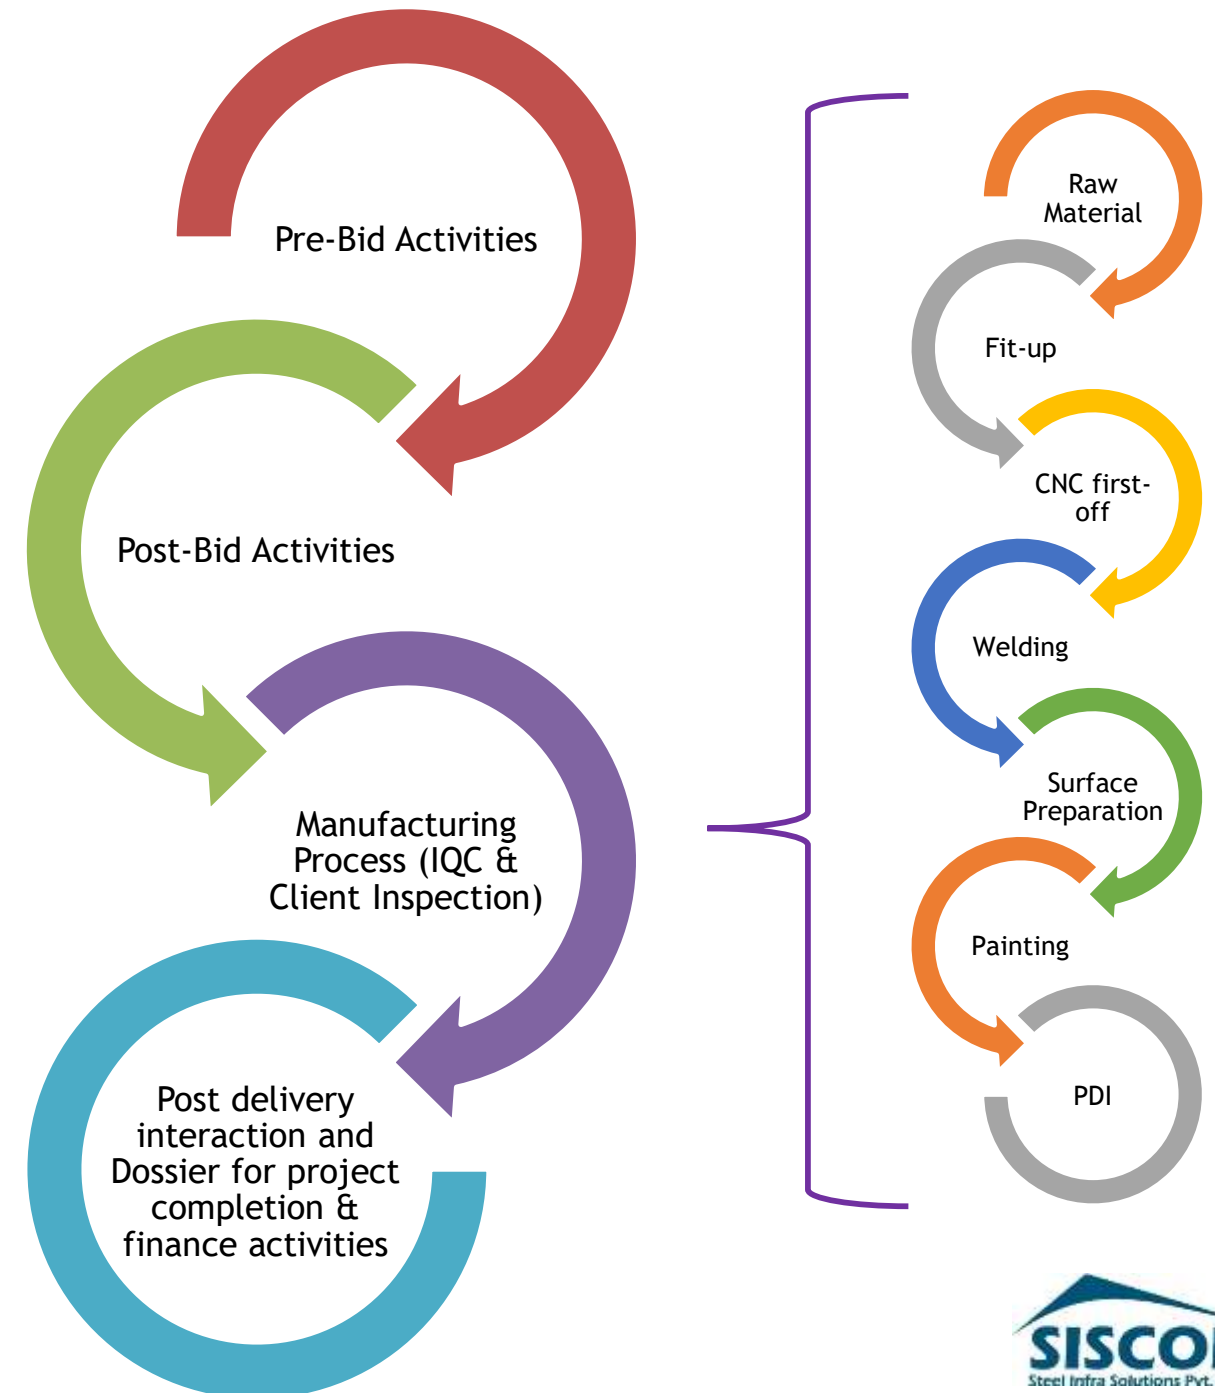 Pre-Bid Activities
Post-Bid Activities
Manufacturing
Process (IQC &
Client Inspection)
Post delivery
interaction and
Dossier for project
completion &
finance activities
Raw
Material
Fit-up
CNC first-
off
Welding
Surface
Preparation
Painting
PDI
Steel Infra Solutions Pvt.